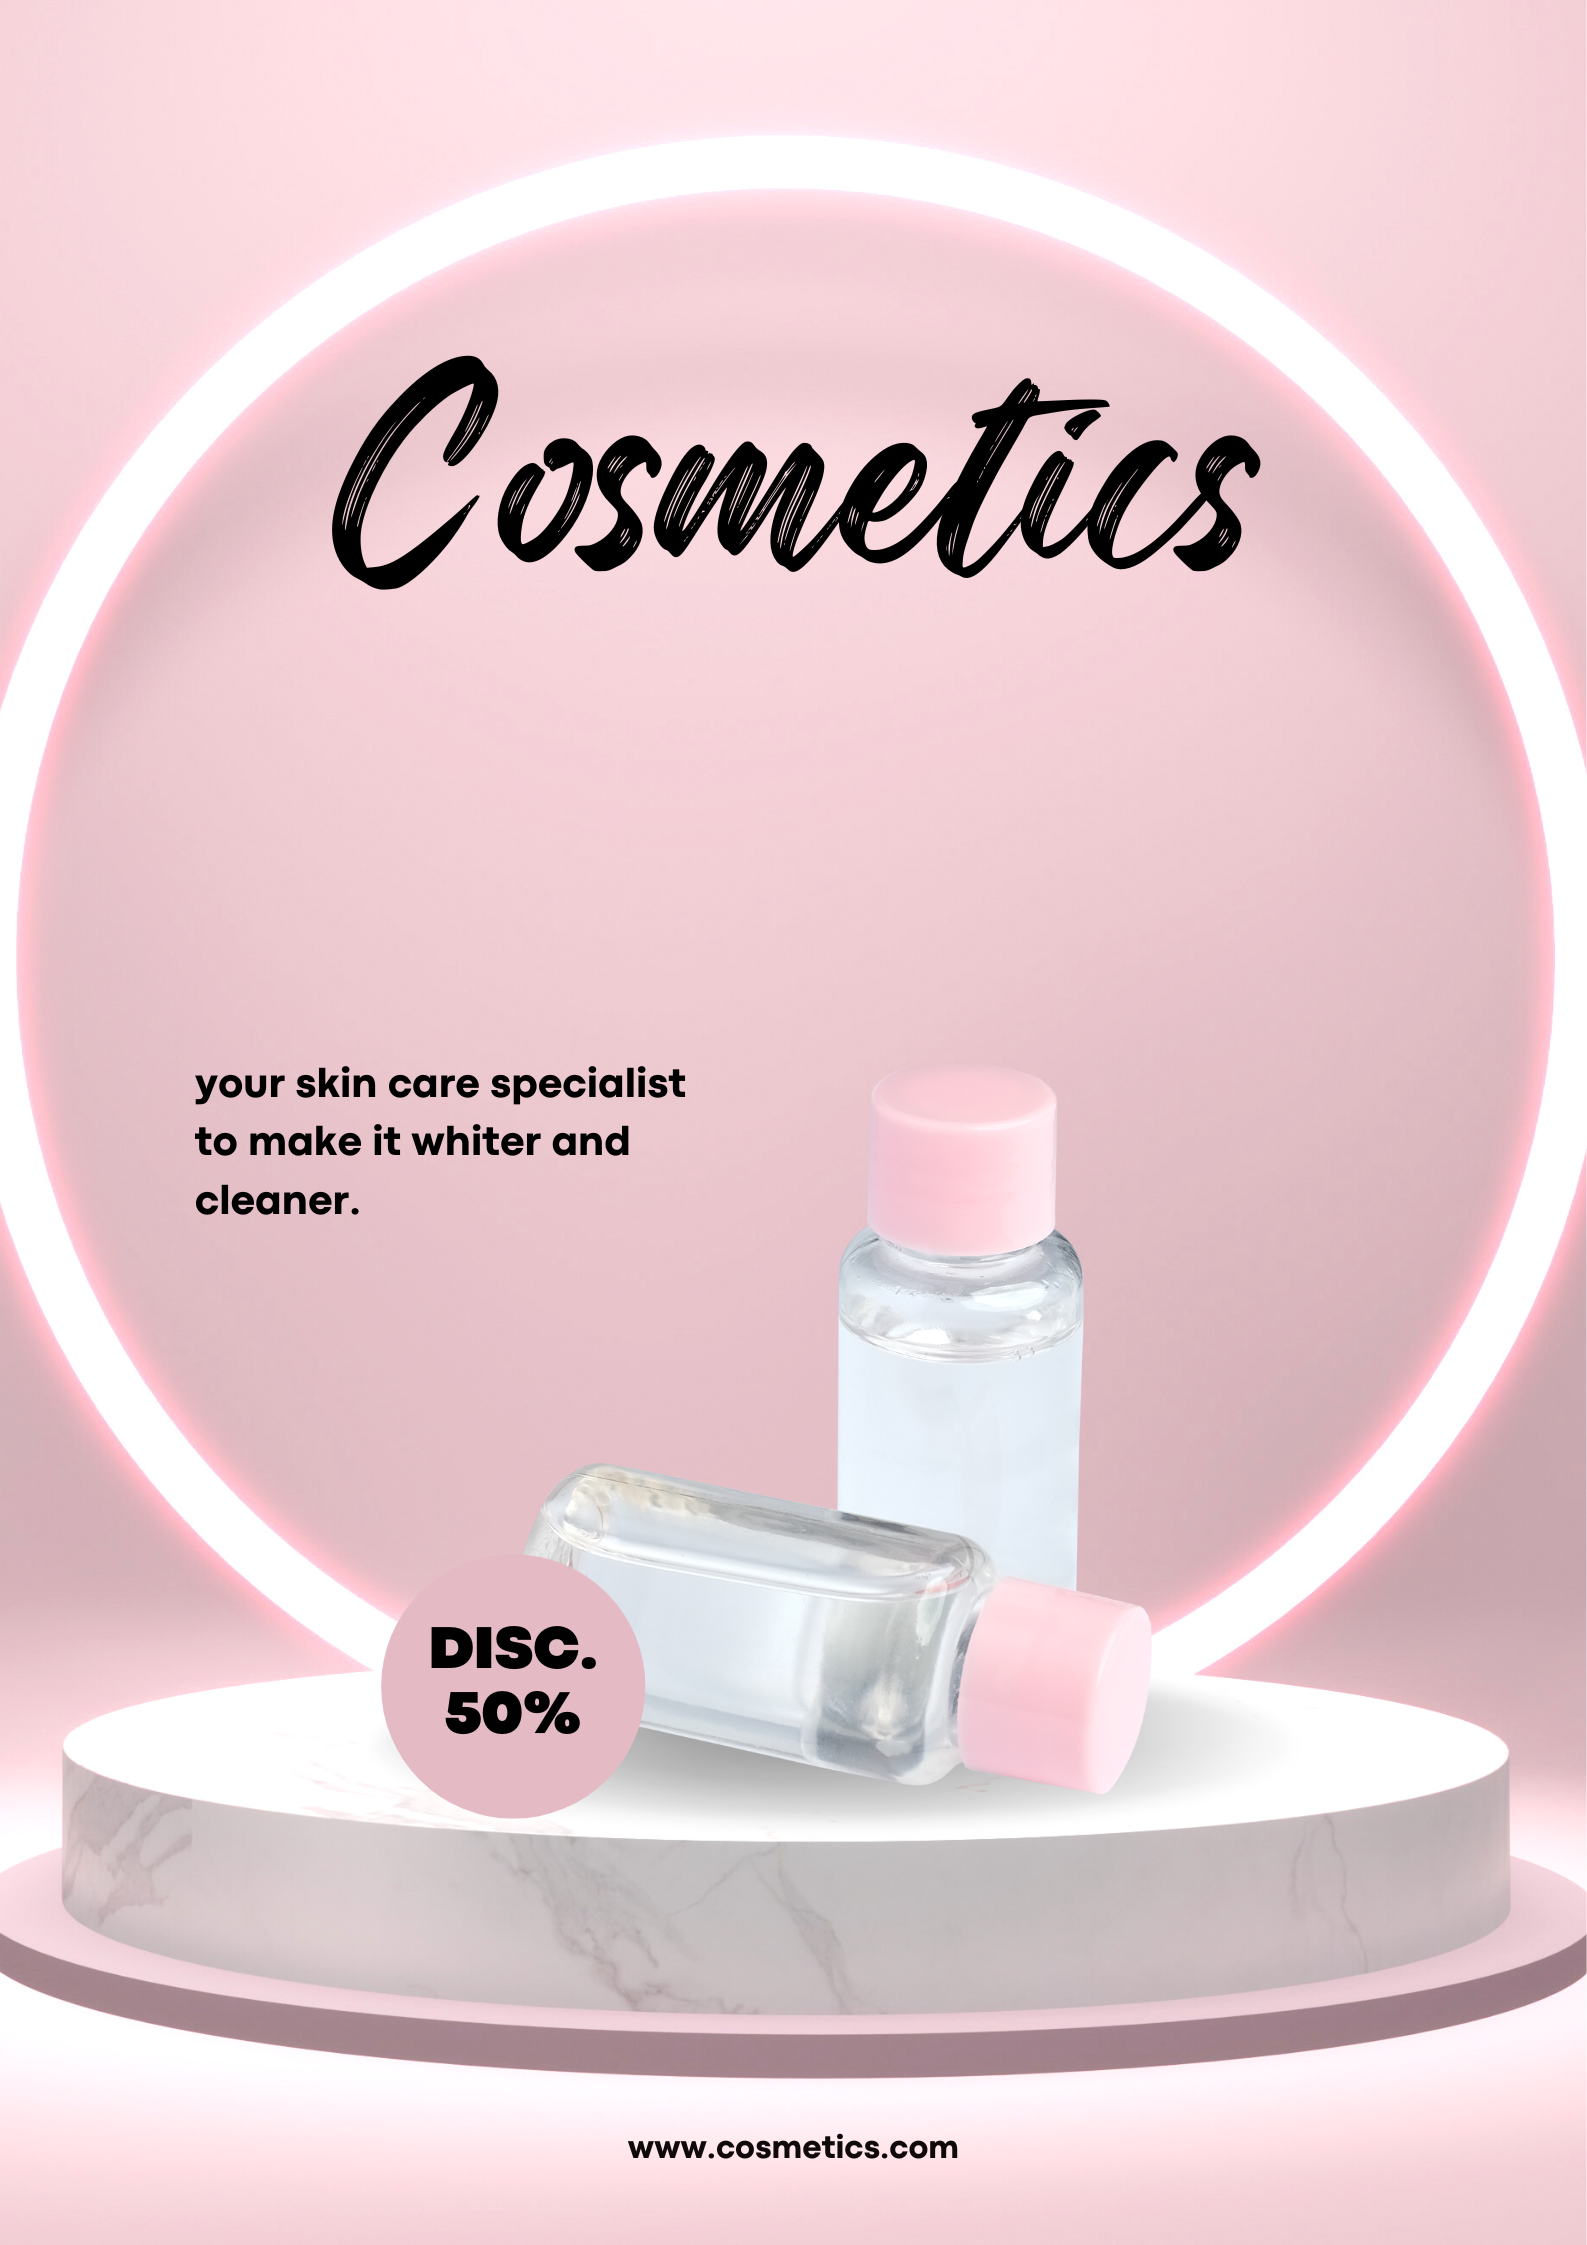 Cosmetics
your skin care specialist
to make it whiter and
cleaner.
DISC.
50%
www.cosmetics.com